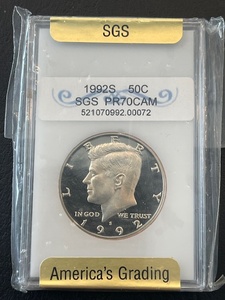 SGS
1992S 50C
SGS PR70CAM
521070992.00072
LIBERTY
IN GOD WE TRUST
S
1992
America's Grading